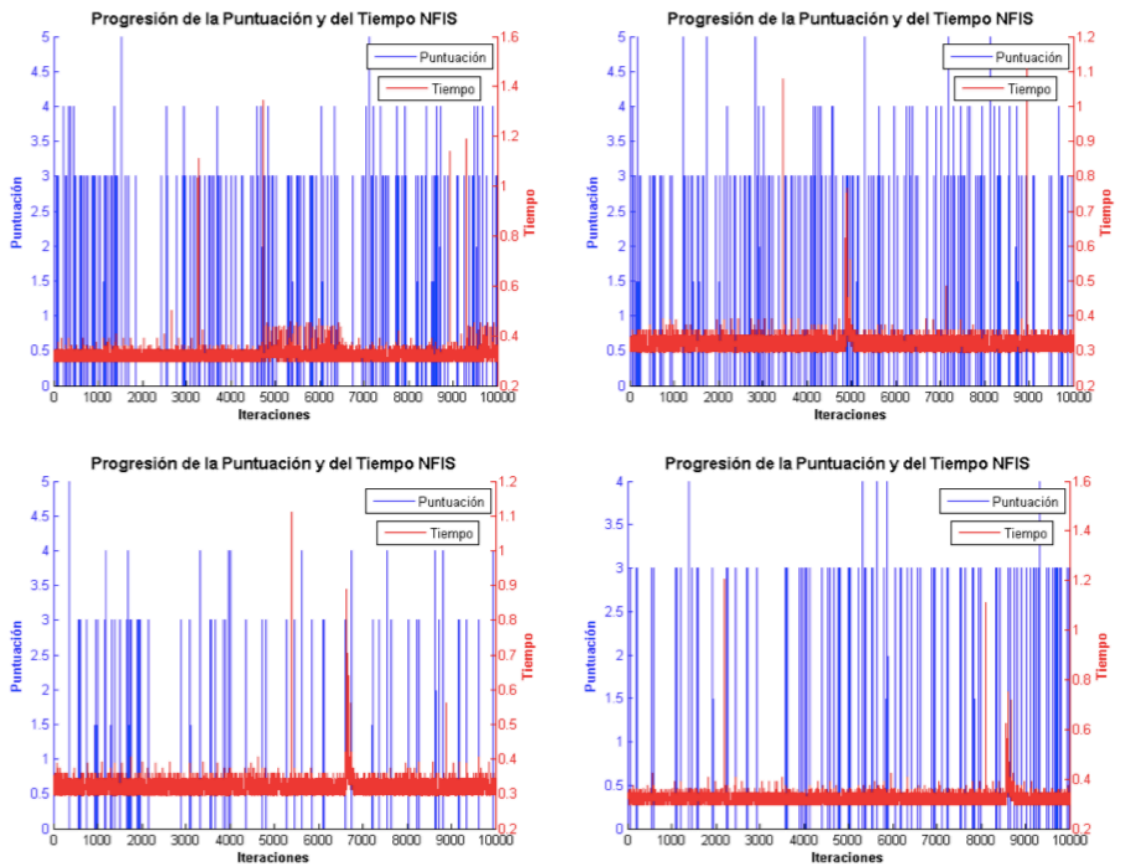 Progresión de la Puntuación y del Tiempo NFIS
5 4.5 4 3.5 3 2.5 2 1.5 1 0.5 0
Puntuación
Puntuación
Tiempo
1.6 1.4 1.2 1 0.8 0.6 0.4 0.2
Tiempo
0 1000 2000 3000 4000 5000 6000 7000 8000 9000 10000
Iteraciones
Progresión de la Puntuación y del Tiempo NFIS
5 4.5 4 3.5 3 2.5 2 1.5 1 0.5 0
Puntuación
Puntuación
Tiempo
1.2 1.1 1 0.9 0.8 0.7 0.6 0.5 0.4 0.3 0.2
Tiempo
0 1000 2000 3000 4000 5000 6000 7000 8000 9000 10000
Iteraciones
Progresión de la Puntuación y del Tiempo NFIS
5 4.5 4 3.5 3 2.5 2 1.5 1 0.5 0
Puntuación
Puntuación
Tiempo
1.2 1.1 1 0.9 0.8 0.7 0.6 0.5 0.4 0.3 0.2
Tiempo
0 1000 2000 3000 4000 5000 6000 7000 8000 9000 10000
Iteraciones
Progresión de la Puntuación y del Tiempo NFIS
4 3.5 3 2.5 2 1.5 1 0.5 0
Puntuación
Puntuación
Tiempo
1.6 1.4 1.2 1 0.8 0.6 0.4 0.2
Tiempo
0 1000 2000 3000 4000 5000 6000 7000 8000 9000 10000
Iteraciones